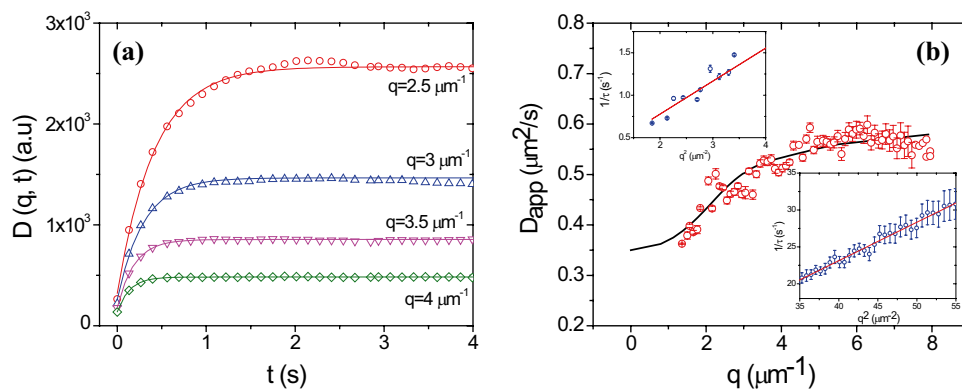 (a)
D (q, t) (a.u)
3x10³
2x10³
1x10³
0
q=2.5 μm⁻¹
q=3 μm⁻¹
q=3.5 μm⁻¹
q=4 μm⁻¹
0 1 2 3 4
t (s)
(b)
D_app (μm²/s)
0.8
0.7
0.6
0.5
0.4
0.3
0.2
0 2 4 6 8
q (μm⁻¹)
1/τ (s⁻¹)
1.5
1.0
0.5
2 3 4
q² (μm⁻²)
1/τ (s⁻¹)
30
25
20
35 40 45 50 55
q² (μm⁻²)